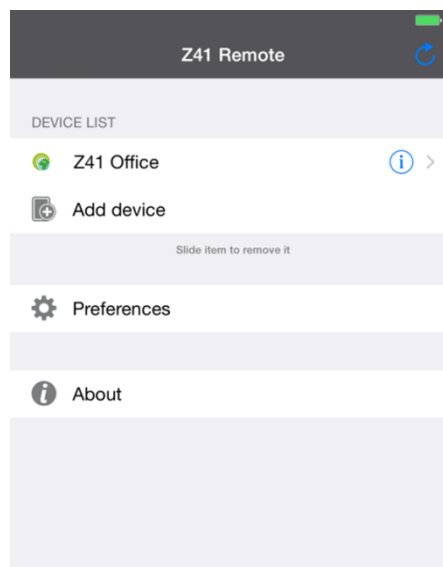 Z41 Remote
DEVICE LIST
Z41 Office
Add device
Slide item to remove it
Preferences
About